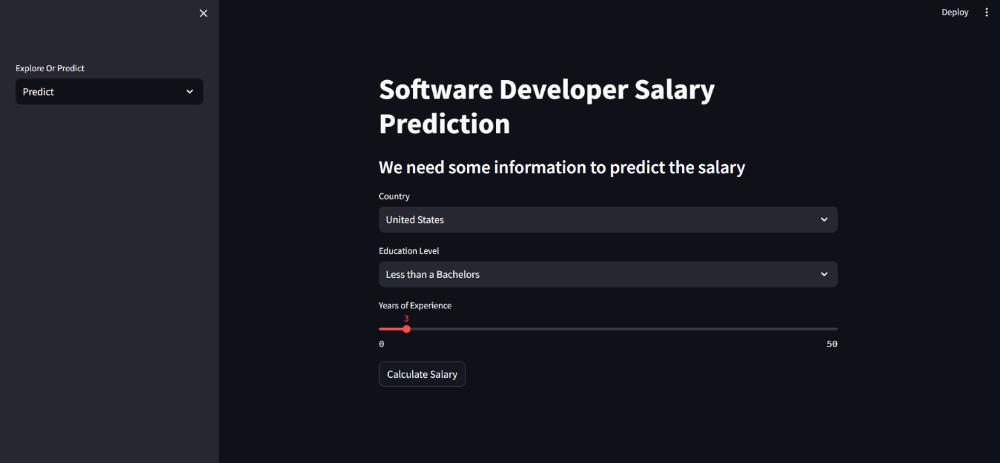 Deploy
Explore Or Predict
Predict
Software Developer Salary
Prediction
We need some information to predict the salary
Country
United States
Education Level
Less than a Bachelors
Years of Experience
3
0 50
Calculate Salary